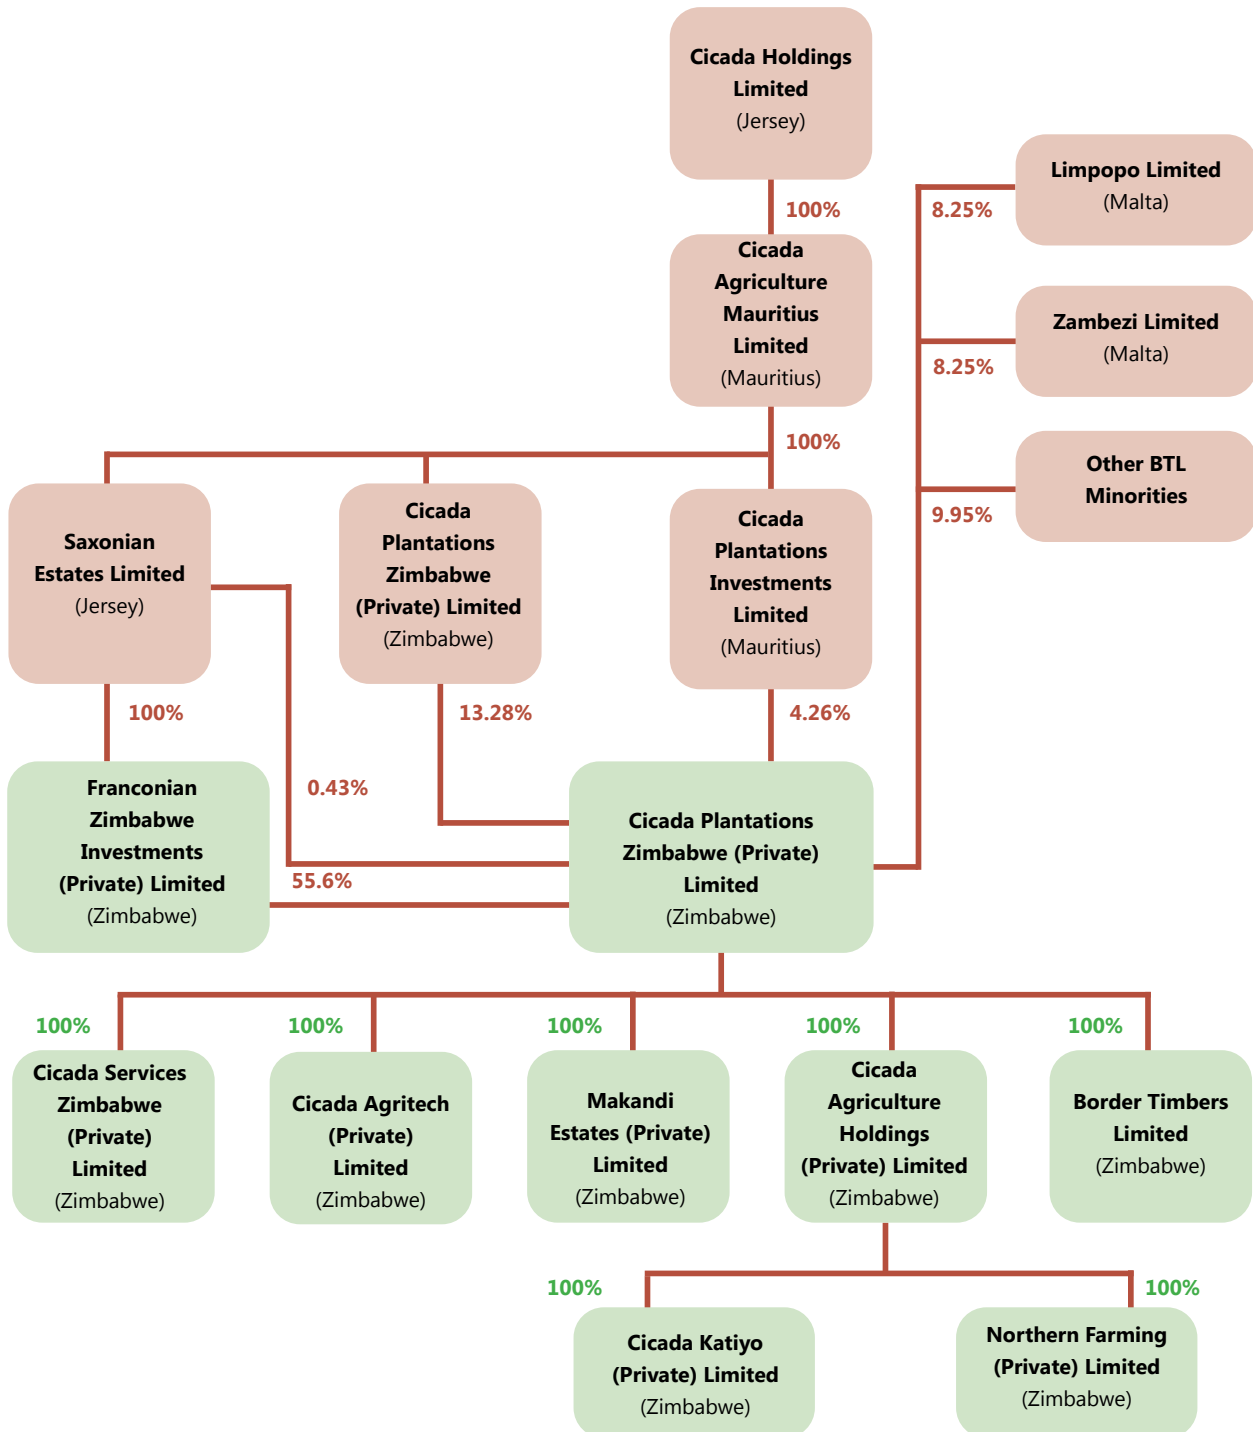 Cicada Holdings
Limited
(Jersey)
100%
Limpopo Limited
(Malta)
8.25%
Cicada
Agriculture
Mauritius
Limited
(Mauritius)
Zambezi Limited
(Malta)
8.25%
100%
Other BTL
Minorities
9.95%
Saxonian
Estates Limited
(Jersey)
Cicada
Plantations
Zimbabwe
(Private) Limited
(Zimbabwe)
Cicada
Plantations
Investments
Limited
(Mauritius)
100%
13.28%
4.26%
0.43%
55.6%
Franconian
Zimbabwe
Investments
(Private) Limited
(Zimbabwe)
Cicada Plantations
Zimbabwe (Private)
Limited
(Zimbabwe)
100%
100%
100%
100%
100%
Cicada Services
Zimbabwe
(Private)
Limited
(Zimbabwe)
Cicada Agritech
(Private)
Limited
(Zimbabwe)
Makandi
Estates (Private)
Limited
(Zimbabwe)
Cicada
Agriculture
Holdings
(Private) Limited
(Zimbabwe)
Border Timbers
Limited
(Zimbabwe)
100%
100%
Cicada Katiyo
(Private) Limited
(Zimbabwe)
Northern Farming
(Private) Limited
(Zimbabwe)